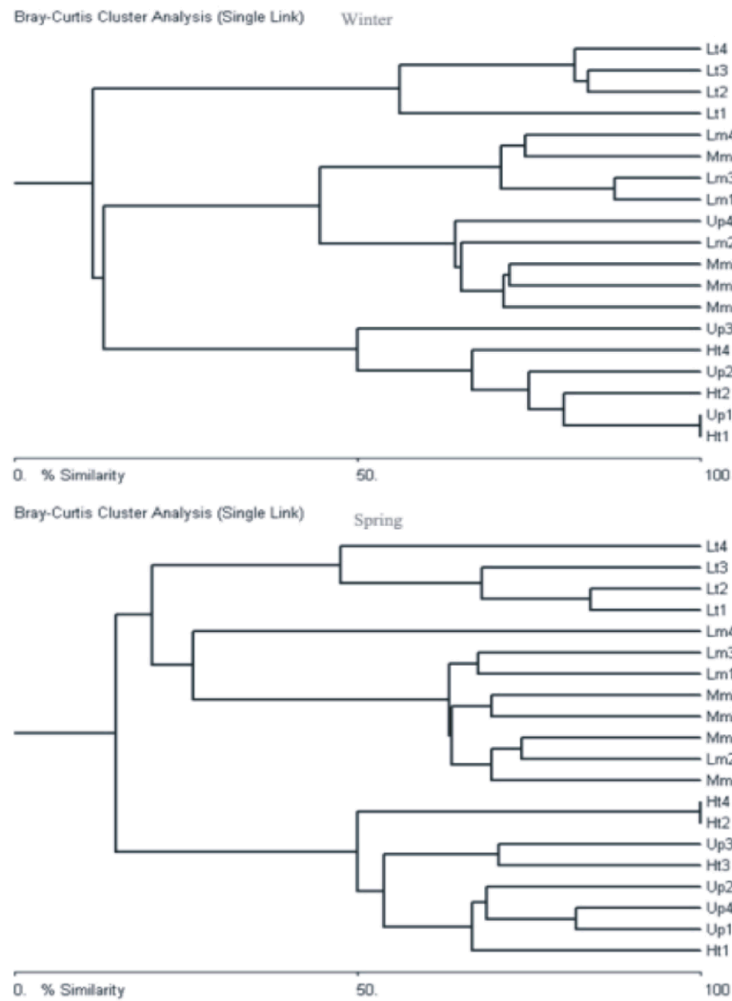 Bray-Curtis Cluster Analysis (Single Link) Winter
Lt4
Lt3
Lt2
Lt1
Lm4
Mm
Lm3
Lm1
Up4
Lm2
Mm
Mm
Mm
Up3
Ht4
Up2
Ht2
Up1
Ht1
0. % Similarity 50. 100
Bray-Curtis Cluster Analysis (Single Link) Spring
Lt4
Lt3
Lt2
Lt1
Lm4
Lm3
Lm1
Mm
Mm
Mm
Lm2
Mm
Ht4
Ht2
Up3
Ht3
Up2
Up4
Up1
Ht1
0. % Similarity 50. 100